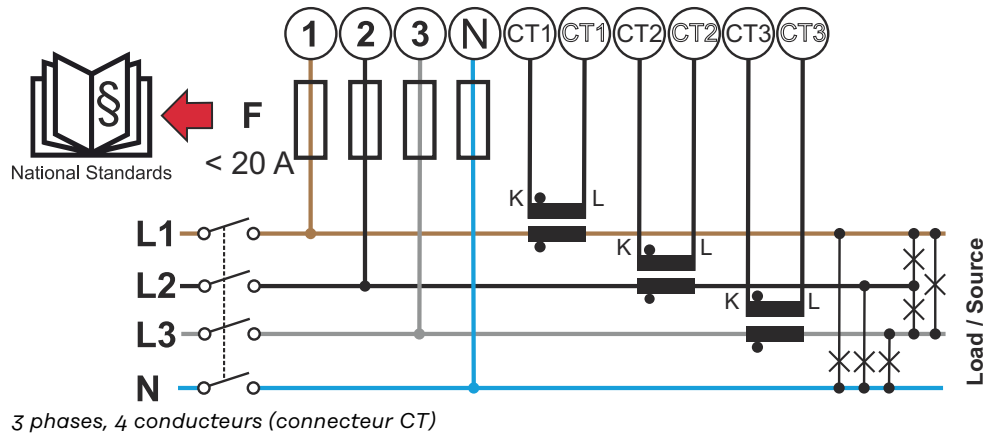 1 2 3 N CT1 CT1 CT2 CT2 CT3 CT3
§
F
National Standards
< 20 A
K L
L1
K L
L2
K L
L3
N
Load / Source
3 phases, 4 conducteurs (connecteur CT)